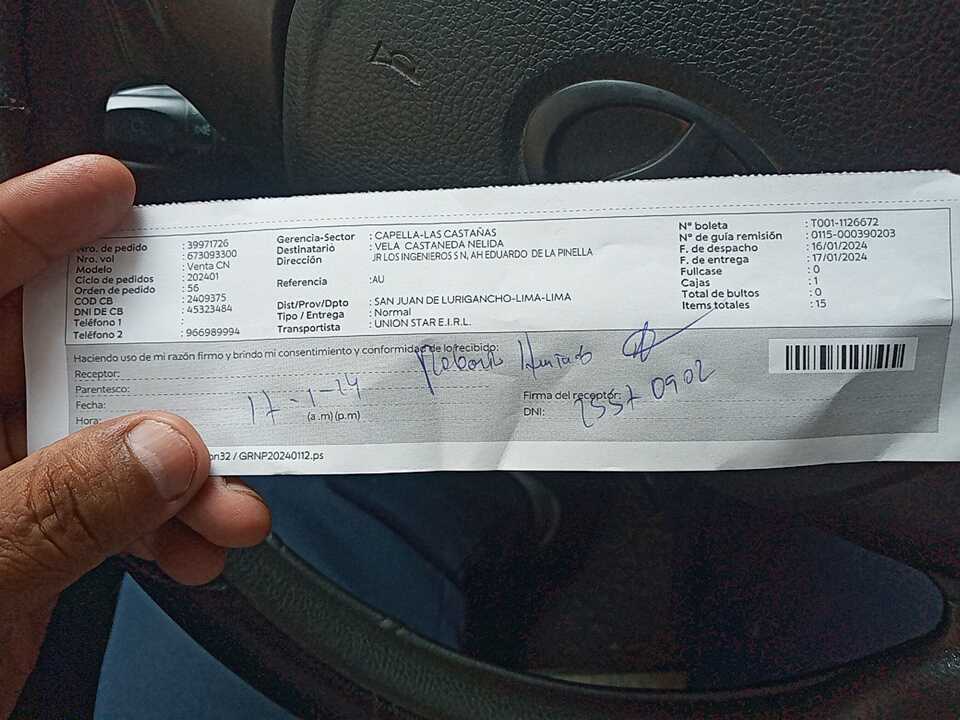 Nro. de pedido : 39971726
Nro. vol : 673093300
Modelo : Venta CN
Ciclo de pedidos : 202401
Orden de pedido : 56
COD CB : 2409375
DNI DE CB : 45323484
Teléfono 1 :
Teléfono 2 : 966989994
Gerencia-Sector : CAPELLA-LAS CASTAÑAS
Destinatario : VELA CASTANEDA NELIDA
Dirección JR LOS INGENIEROS S N, AH EDUARDO DE LA PINELLA
Referencia :AU
Dist/Prov/Dpto : SAN JUAN DE LURIGANCHO-LIMA-LIMA
Tipo / Entrega : Normal
Transportista : UNION STAR E.I.R.L.
Nº boleta : T001-1126672
Nº de guía remisión : 0115-000390203
F. de despacho : 16/01/2024
F. de entrega : 17/01/2024
Fullcase : 0
Cajas : 1
Total de bultos : 0
Items totales : 15
Haciendo uso de mi razón firmo y brindo mi consentimiento y conformidad de lo recibido:
Receptor: Hurtado
Parentesco:
Fecha: 17-1-24
Hora: (a.m) (p.m)
Firma del receptor:
DNI: 25570902
on32 / GRNP20240112.ps